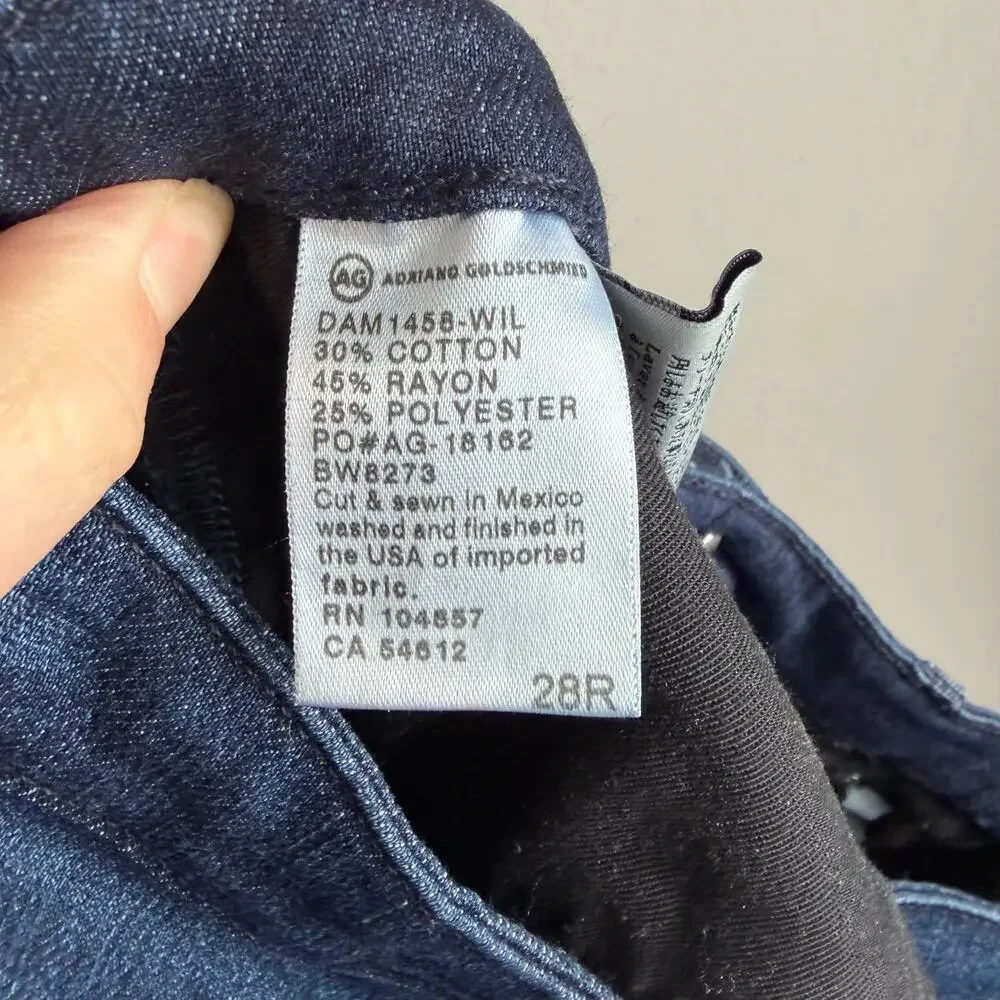 AG ADRIANO GOLDSCHMIED
DAM1458-WIL
30% COTTON
45% RAYON
25% POLYESTER
PO#AG-18162
BW8273
Cut & sewn in Mexico
washed and finished in
the USA of imported
fabric.
RN 104857
CA 54612
28R